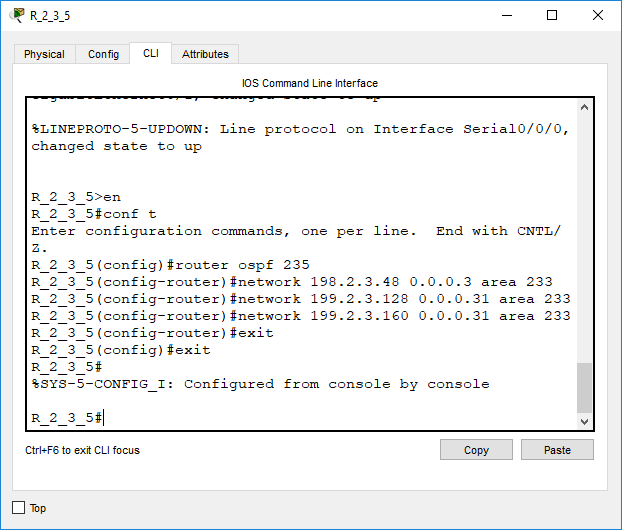 R_2_3_5
Physical
Config
CLI
Attributes
IOS Command Line Interface
changed state to up
%LINEPROTO-5-UPDOWN: Line protocol on Interface Serial0/0/0,
changed state to up
R_2_3_5>en
R_2_3_5#conf t
Enter configuration commands, one per line.  End with CNTL/
Z.
R_2_3_5(config)#router ospf 235
R_2_3_5(config-router)#network 198.2.3.48 0.0.0.3 area 233
R_2_3_5(config-router)#network 199.2.3.128 0.0.0.31 area 233
R_2_3_5(config-router)#network 199.2.3.160 0.0.0.31 area 233
R_2_3_5(config-router)#exit
R_2_3_5(config)#exit
R_2_3_5#
%SYS-5-CONFIG_I: Configured from console by console
R_2_3_5#
Ctrl+F6 to exit CLI focus
Copy
Paste
Top